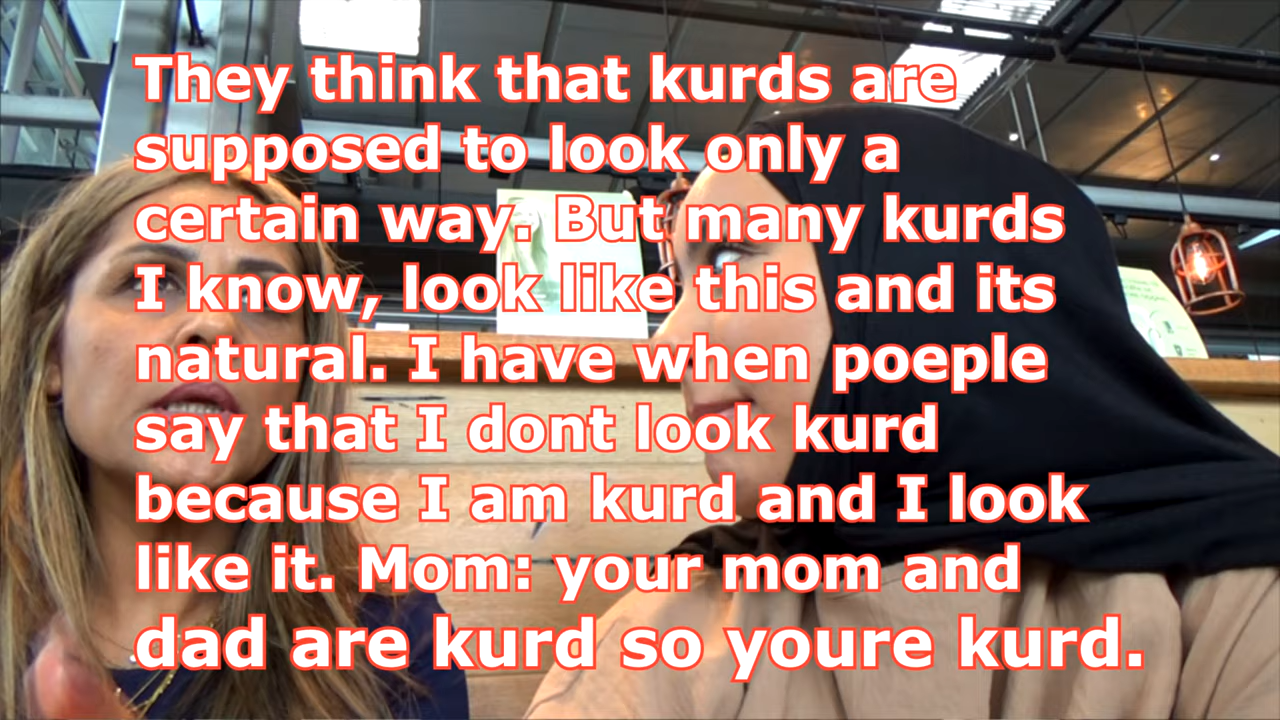 They think that kurds are
supposed to look only a
certain way. But many kurds
I know, look like this and its
natural. I have when poeple
say that I dont look kurd
because I am kurd and I look
like it. Mom: your mom and
dad are kurd so youre kurd.